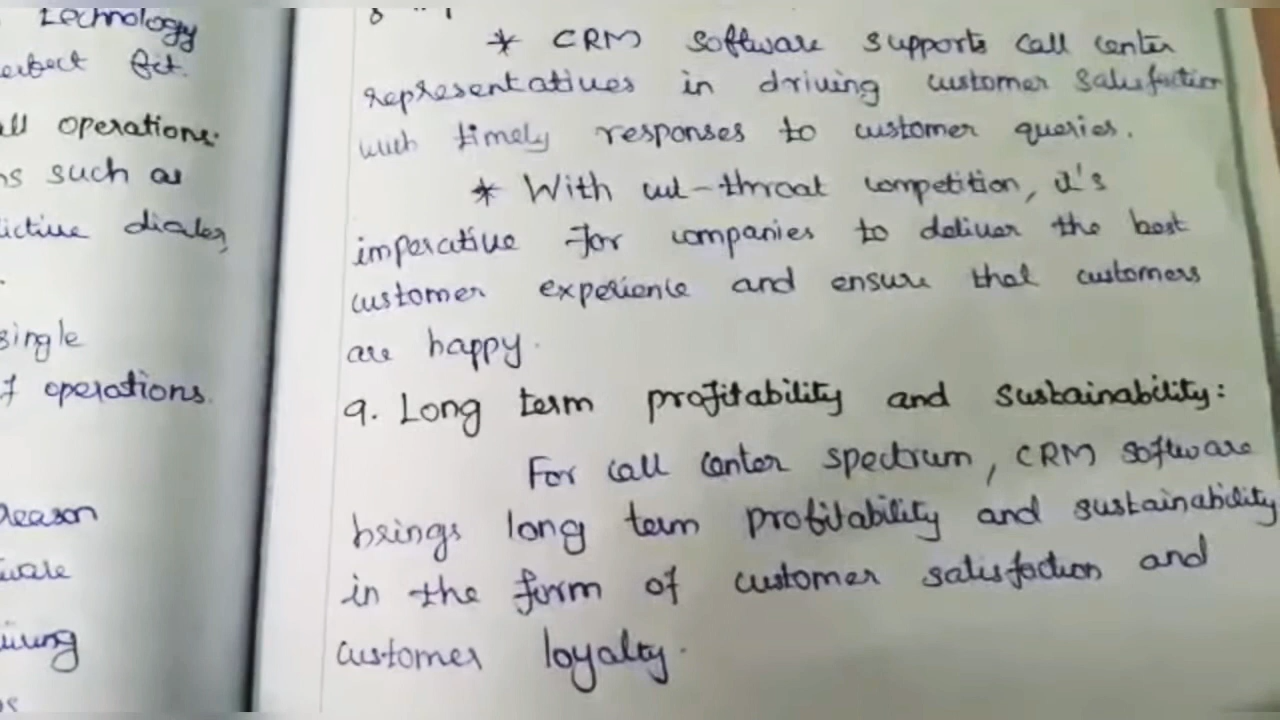 technology
fit.
all operations.
such as
dialer,
single
operations.
Reason
* CRM software supports call center
representatives in driving customer satisfaction
with timely responses to customer queries.
* With cut-throat competition, it's
imperative for companies to deliver the best
customer experience and ensure that customers
are happy.
9. Long term profitability and sustainability:
For call center spectrum, CRM software
brings long term profitability and sustainability
in the form of customer satisfaction and
customer loyalty.